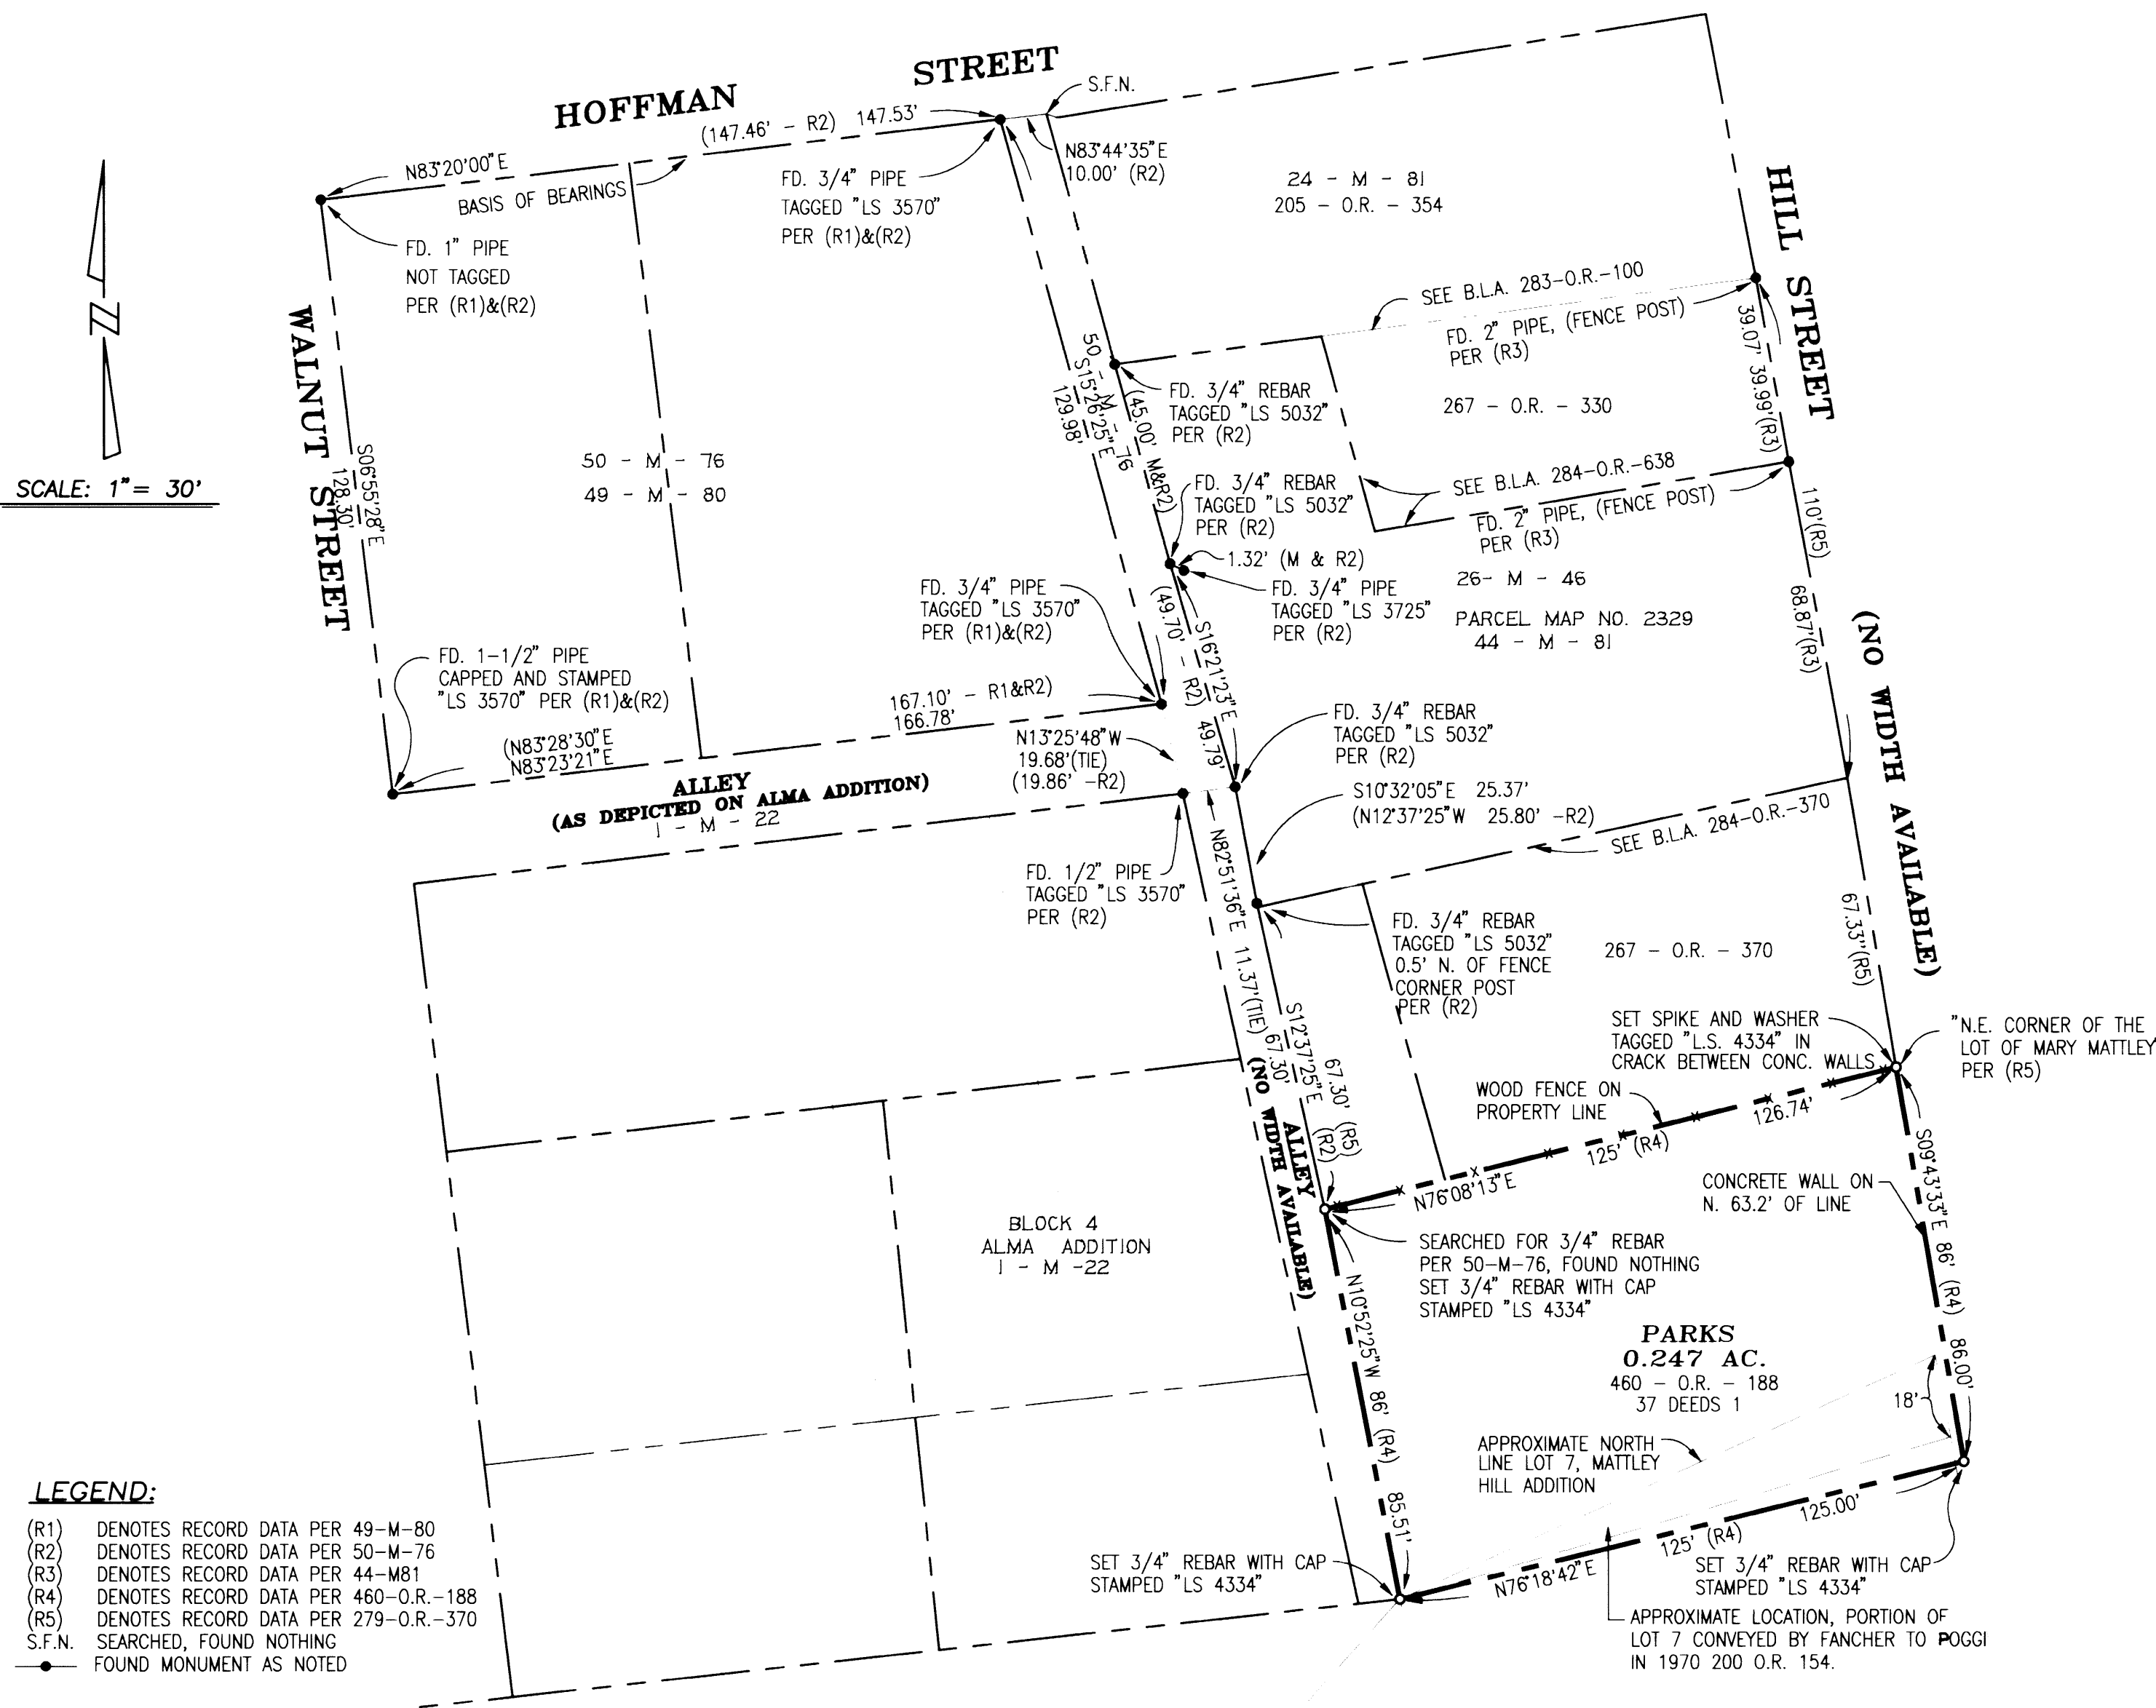 HOFFMAN STREET
S.F.N.
(147.46' - R2) 147.53'
N83°20'00"E
BASIS OF BEARINGS
N83°44'35"E
10.00' (R2)
FD. 3/4" PIPE
TAGGED "LS 3570"
PER (R1)&(R2)
FD. 1" PIPE
NOT TAGGED
PER (R1)&(R2)
24 - M - 81
205 - O.R. - 354
HILL STREET
(NO WIDTH AVAILABLE)
N
SCALE: 1"= 30'
WALNUT STREET
S06°55'28"E
128.30'
50 - M - 76
49 - M - 80
50 - M - 76
S15°26'25"E
129.98'
(45.00' M&R2)
SEE B.L.A. 283-O.R.-100
FD. 2" PIPE, (FENCE POST)
PER (R3)
39.07' 39.99'(R3)
FD. 3/4" REBAR
TAGGED "LS 5032"
PER (R2)
267 - O.R. - 330
SEE B.L.A. 284-O.R.-638
FD. 2" PIPE, (FENCE POST)
PER (R3)
110'(R5)
68.87'(R3)
FD. 3/4" REBAR
TAGGED "LS 5032"
PER (R2)
1.32' (M & R2)
FD. 3/4" PIPE
TAGGED "LS 3725"
PER (R2)
26- M - 46
PARCEL MAP NO. 2329
44 - M - 81
FD. 3/4" PIPE
TAGGED "LS 3570"
PER (R1)&(R2)
S16°21'23"E
(49.70' - R2) 49.79'
FD. 1-1/2" PIPE
CAPPED AND STAMPED
"LS 3570" PER (R1)&(R2)
167.10' - R1&R2)
166.78'
(N83°28'30"E
N83°23'21"E
N13°25'48"W
19.68'(TIE)
(19.86' -R2)
FD. 3/4" REBAR
TAGGED "LS 5032"
PER (R2)
ALLEY
(AS DEPICTED ON ALMA ADDITION)
1 - M - 22
S10°32'05"E 25.37'
(N12°37'25"W 25.80' -R2)
SEE B.L.A. 284-O.R.-370
FD. 1/2" PIPE
TAGGED "LS 3570"
PER (R2)
N82°51'36"E 11.37'(TIE)
FD. 3/4" REBAR
TAGGED "LS 5032"
0.5' N. OF FENCE
CORNER POST
PER (R2)
267 - O.R. - 370
67.33"(R5)
S12°37'25"E
67.30'
67.30' (R5)
(R2)
ALLEY
(NO WIDTH AVAILABLE)
SET SPIKE AND WASHER
TAGGED "L.S. 4334" IN
CRACK BETWEEN CONC. WALLS
"N.E. CORNER OF THE
LOT OF MARY MATTLEY
PER (R5)
WOOD FENCE ON
PROPERTY LINE
126.74'
125' (R4)
N76°08'13"E
S09°43'33"E 86' (R4) 86.00'
CONCRETE WALL ON
N. 63.2' OF LINE
BLOCK 4
ALMA ADDITION
1 - M -22
SEARCHED FOR 3/4" REBAR
PER 50-M-76, FOUND NOTHING
SET 3/4" REBAR WITH CAP
STAMPED "LS 4334"
N10°52'25"W 86' (R4) 85.51'
PARKS
0.247 AC.
460 - O.R. - 188
37 DEEDS 1
18'
APPROXIMATE NORTH
LINE LOT 7, MATTLEY
HILL ADDITION
125.00'
125' (R4)
N76°18'42"E
SET 3/4" REBAR WITH CAP
STAMPED "LS 4334"
SET 3/4" REBAR WITH CAP
STAMPED "LS 4334"
APPROXIMATE LOCATION, PORTION OF
LOT 7 CONVEYED BY FANCHER TO POGGI
IN 1970 200 O.R. 154.
LEGEND:
(R1) DENOTES RECORD DATA PER 49-M-80
(R2) DENOTES RECORD DATA PER 50-M-76
(R3) DENOTES RECORD DATA PER 44-M81
(R4) DENOTES RECORD DATA PER 460-O.R.-188
(R5) DENOTES RECORD DATA PER 279-O.R.-370
S.F.N. SEARCHED, FOUND NOTHING
FOUND MONUMENT AS NOTED